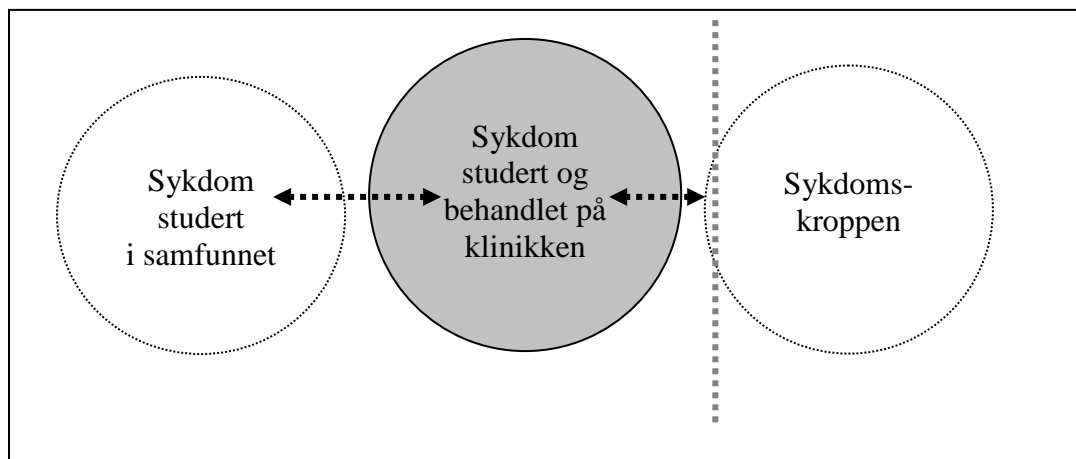 Sykdom
studert
i samfunnet
Sykdom
studert og
behandlet på
klinikken
Sykdoms-
kroppen